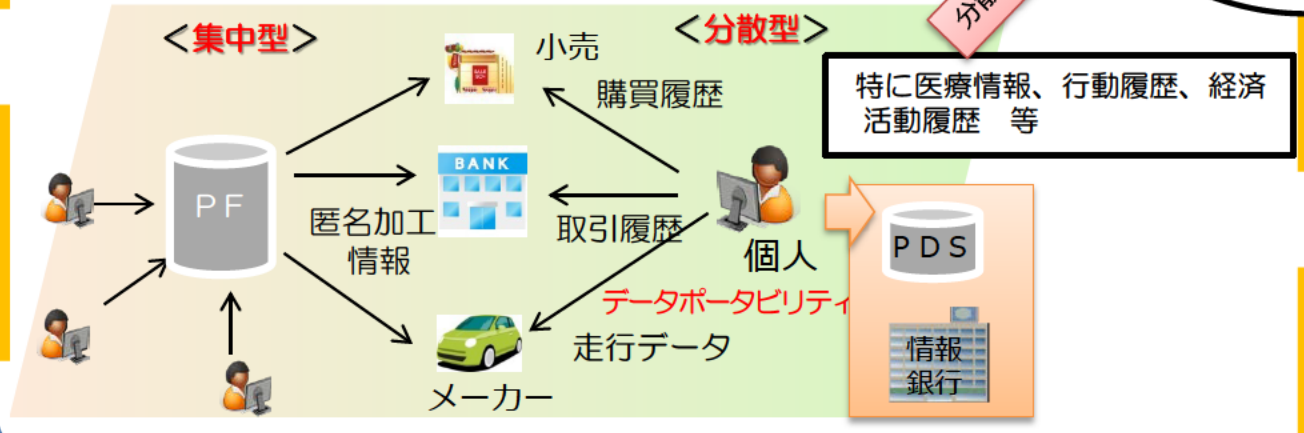 ＜集中型＞
小売
＜分散型＞
分散
特に医療情報、行動履歴、経済
活動履歴　等
購買履歴
BANK
ＰＦ
匿名加工
情報
取引履歴
個人
ＰＤＳ
データポータビリティ
走行データ
情報
銀行
メーカー